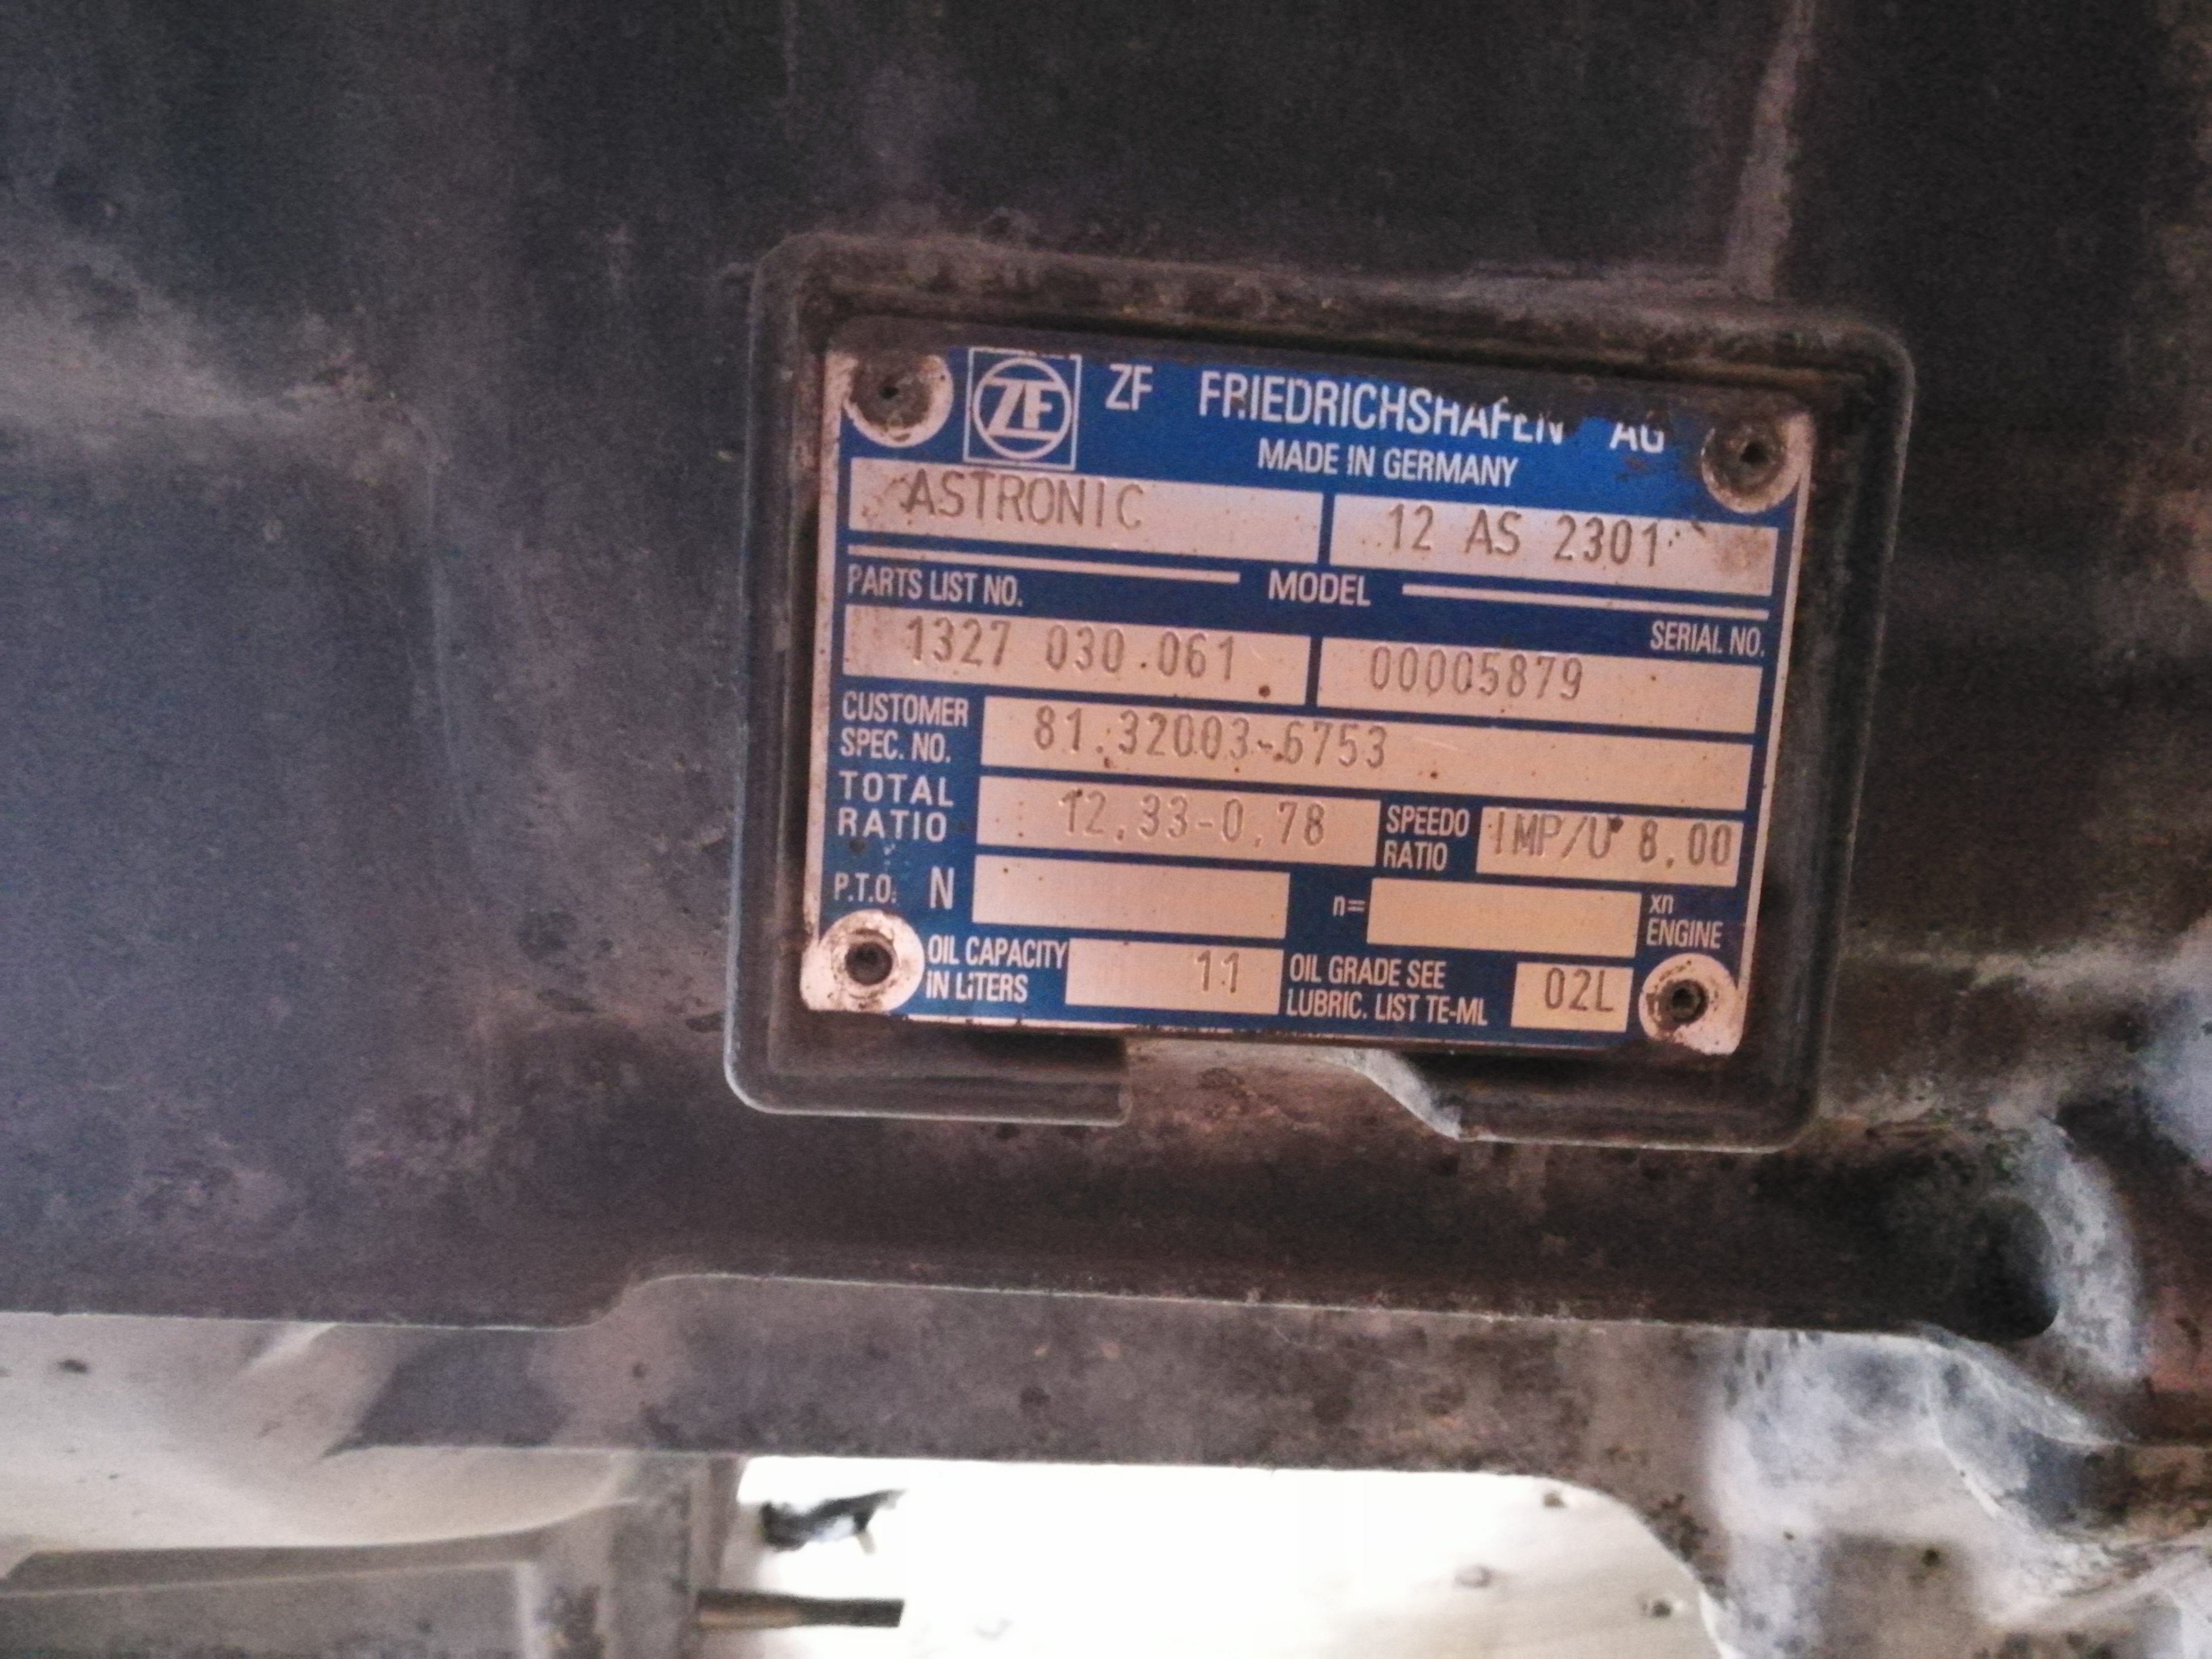 ZF ZF FRIEDRICHSHAFEN AG
MADE IN GERMANY
ASTRONIC 12 AS 2301
PARTS LIST NO. MODEL SERIAL NO.
1327 030.061 00005879
CUSTOMER SPEC. NO. 81.32003-6753
TOTAL RATIO 12,33-0,78 SPEEDO RATIO IMP/U 8,00
P.T.O: N n= xn ENGINE
OIL CAPACITY IN LITERS 11 OIL GRADE SEE LUBRIC. LIST TE-ML 02L